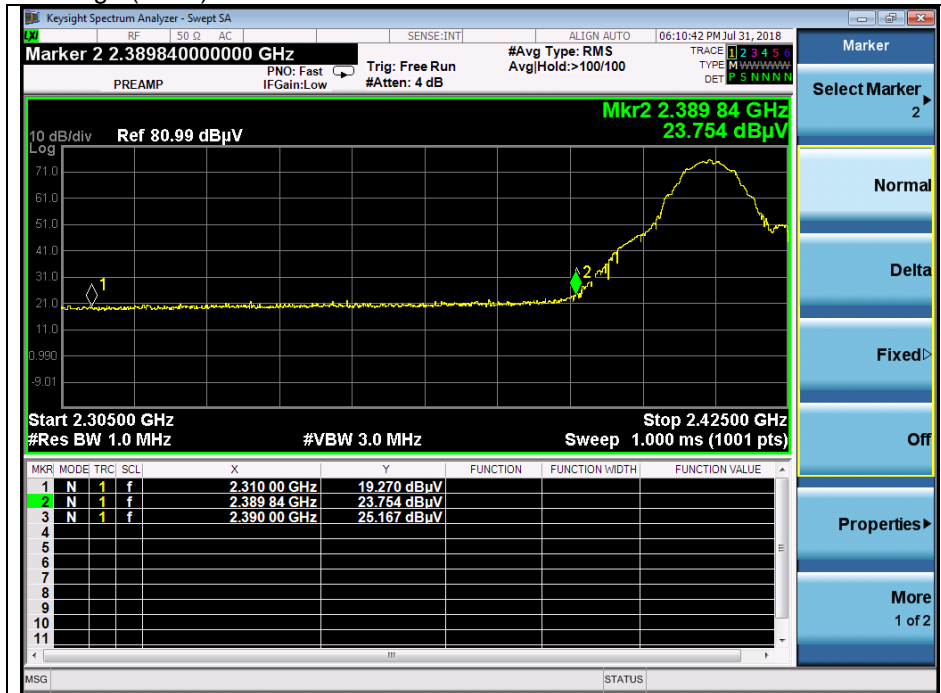 Keysight Spectrum Analyzer - Swept SA
LXI RF 50 Ω AC SENSE:INT ALIGN AUTO 06:10:42 PM Jul 31, 2018
Marker 2 2.389840000000 GHz
PREAMP
PNO: Fast
IFGain:Low
Trig: Free Run
#Atten: 4 dB
#Avg Type: RMS
Avg|Hold:>100/100
TRACE 1 2 3 4 5 6
TYPE M WWWWW
DET P S N N N N
Mkr2 2.389 84 GHz
23.754 dBµV
10 dB/div Ref 80.99 dBµV
Log
71.0
61.0
51.0
41.0
31.0
21.0
11.0
0.990
-9.01
1
2
Start 2.30500 GHz Stop 2.42500 GHz
#Res BW 1.0 MHz #VBW 3.0 MHz Sweep 1.000 ms (1001 pts)
MKR MODE TRC SCL X Y FUNCTION FUNCTION WIDTH FUNCTION VALUE
1 N 1 f 2.310 00 GHz 19.270 dBµV
2 N 1 f 2.389 84 GHz 23.754 dBµV
3 N 1 f 2.390 00 GHz 25.167 dBµV
4
5
6
7
8
9
10
11
MSG STATUS
Marker
Select Marker
2
Normal
Delta
Fixed
Off
Properties
More
1 of 2